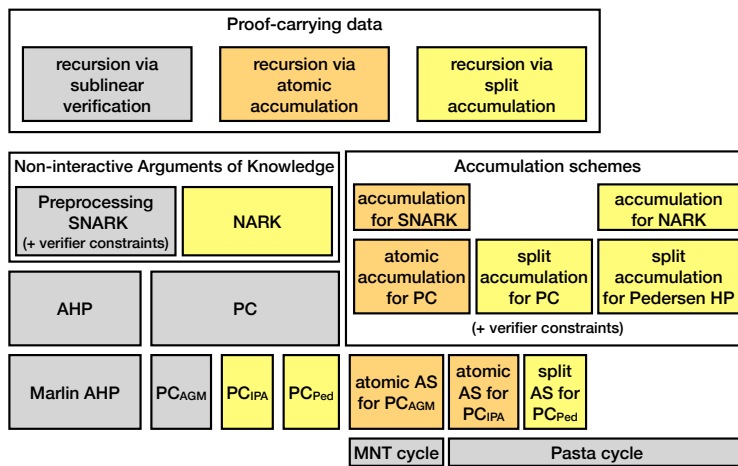 Proof-carrying data
recursion via
sublinear
verification
recursion via
atomic
accumulation
recursion via
split
accumulation
Non-interactive Arguments of Knowledge
Preprocessing
SNARK
(+ verifier constraints)
NARK
Accumulation schemes
accumulation
for SNARK
accumulation
for NARK
atomic
accumulation
for PC
split
accumulation
for PC
split
accumulation
for Pedersen HP
(+ verifier constraints)
AHP
PC
Marlin AHP
PCAGM
PCIPA
PCPed
atomic AS
for PCAGM
atomic
AS for
PCIPA
split
AS for
PCPed
MNT cycle
Pasta cycle